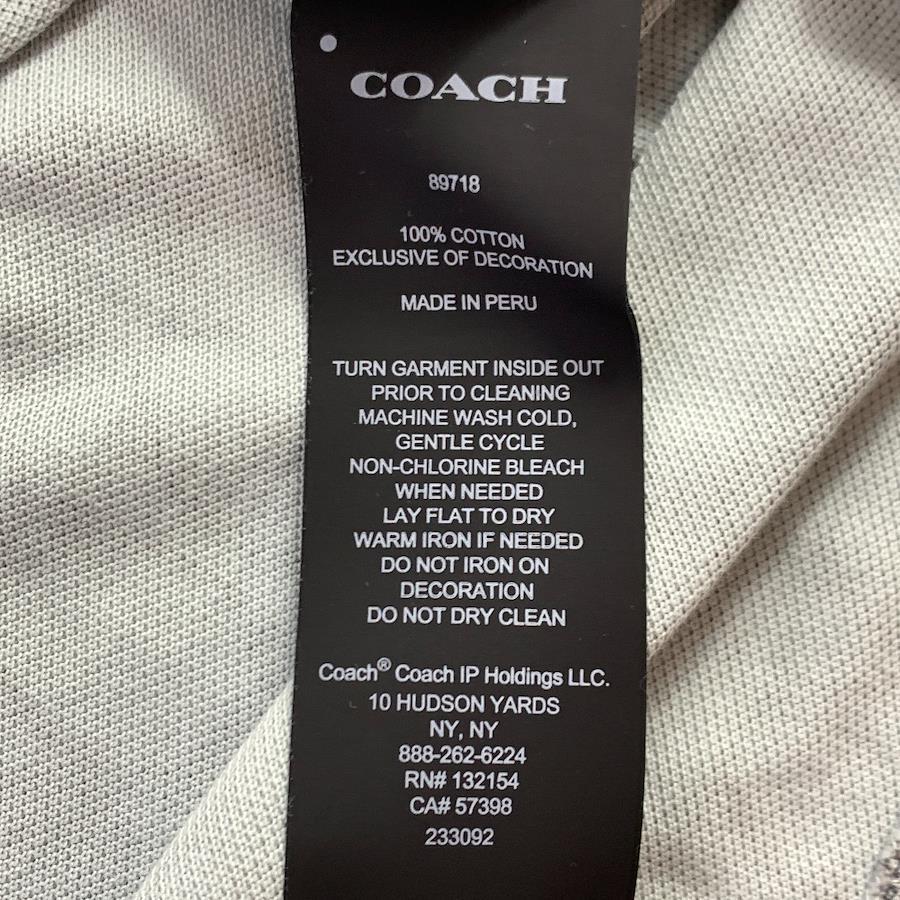 COACH
89718
100% COTTON
EXCLUSIVE OF DECORATION
MADE IN PERU
TURN GARMENT INSIDE OUT
PRIOR TO CLEANING
MACHINE WASH COLD,
GENTLE CYCLE
NON-CHLORINE BLEACH
WHEN NEEDED
LAY FLAT TO DRY
WARM IRON IF NEEDED
DO NOT IRON ON
DECORATION
DO NOT DRY CLEAN
Coach® Coach IP Holdings LLC.
10 HUDSON YARDS
NY, NY
888-262-6224
RN# 132154
CA# 57398
233092